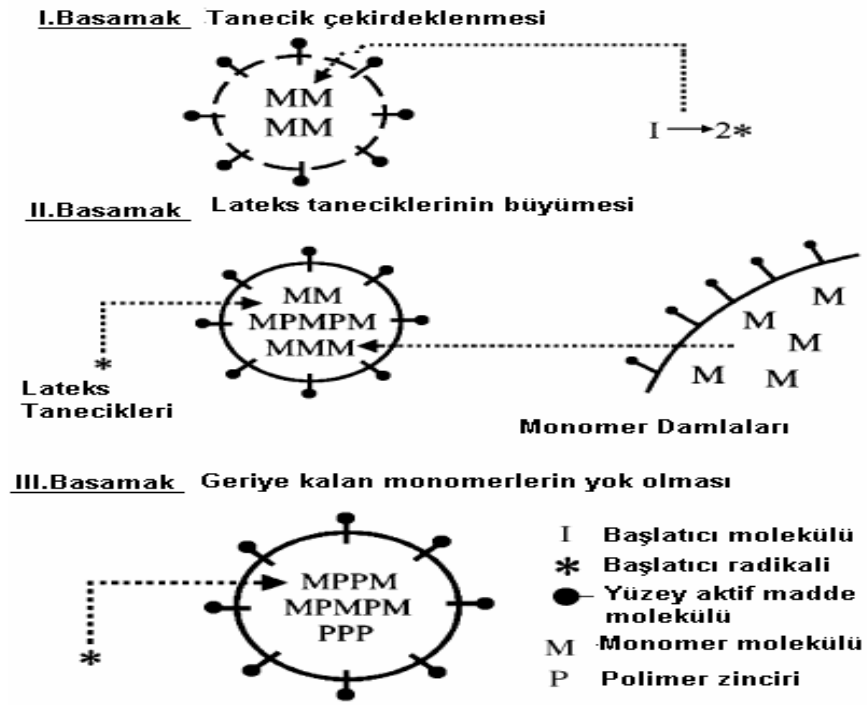 I.Basamak Tanecik çekirdeklenmesi
MM
MM
I → 2*
II.Basamak Lateks taneciklerinin büyümesi
MM
MPMPM
MMM
*
Lateks
Tanecikleri
M
M
M
M
M
Monomer Damlaları
III.Basamak Geriye kalan monomerlerin yok olması
MPPM
MPMPM
PPP
*
I Başlatıcı molekülü
* Başlatıcı radikali
Yüzey aktif madde
molekülü
M Monomer molekülü
P Polimer zinciri